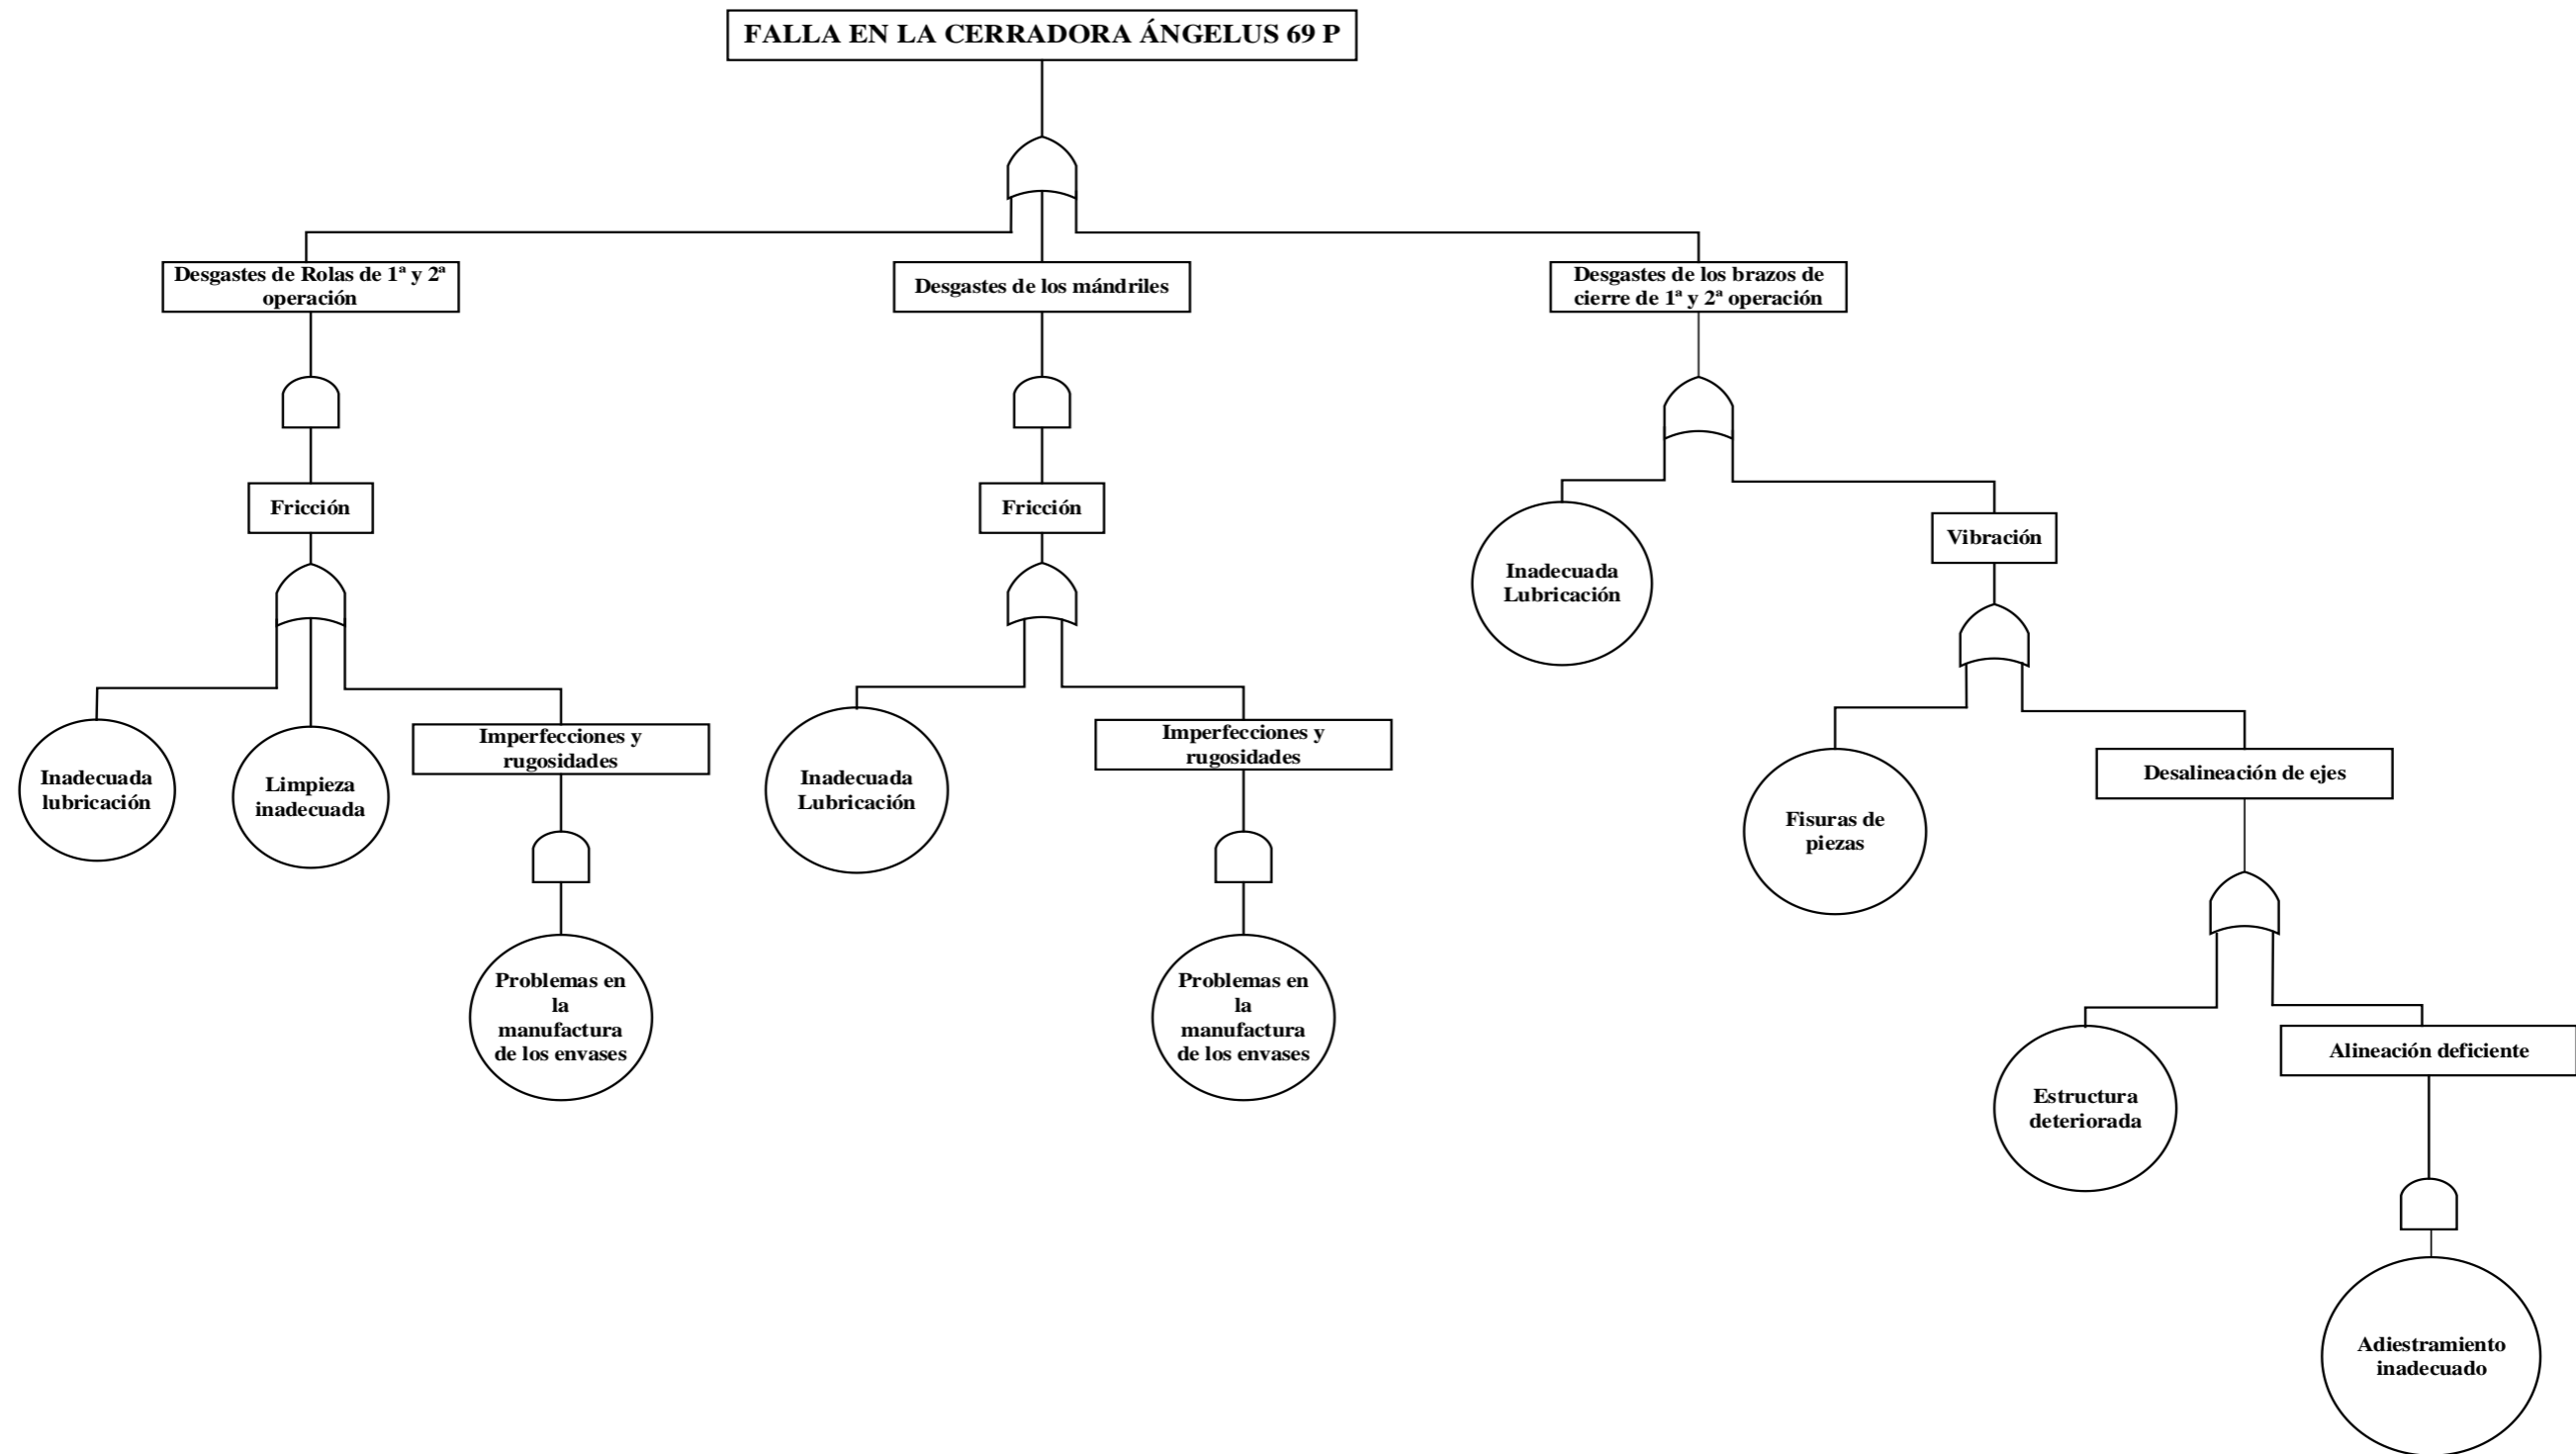 FALLA EN LA CERRADORA ÁNGELUS 69 P
Desgastes de Rolas de 1ª y 2ª
operación
Desgastes de los mándriles
Desgastes de los brazos de
cierre de 1ª y 2ª operación
Fricción
Fricción
Inadecuada
Lubricación
Vibración
Inadecuada
lubricación
Limpieza
inadecuada
Imperfecciones y
rugosidades
Inadecuada
Lubricación
Imperfecciones y
rugosidades
Fisuras de
piezas
Desalineación de ejes
Problemas en
la
manufactura
de los envases
Problemas en
la
manufactura
de los envases
Estructura
deteriorada
Alineación deficiente
Adiestramiento
inadecuado